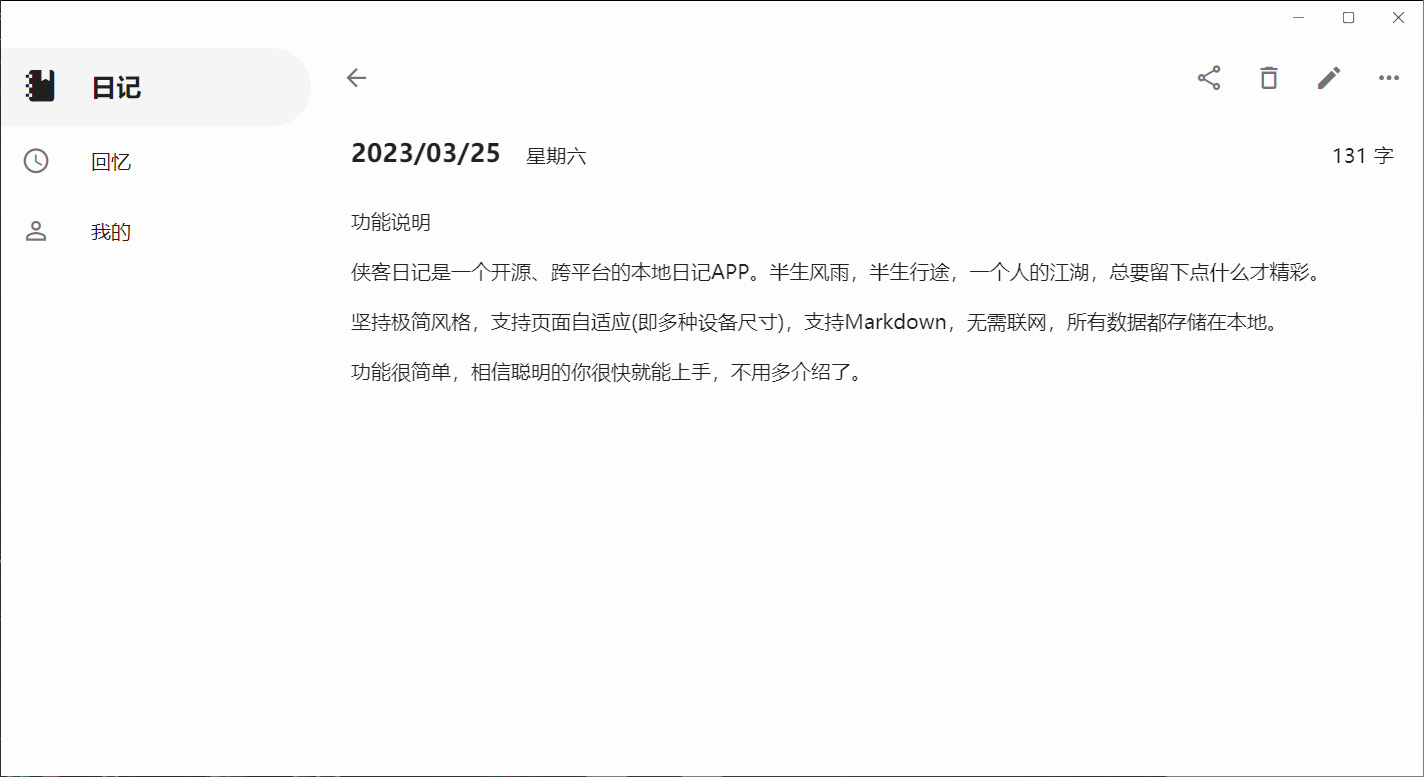 日记
回忆
我的
2023/03/25 星期六 131 字
功能说明
侠客日记是一个开源、跨平台的本地日记APP。半生风雨，半生行途，一个人的江湖，总要留下点什么才精彩。
坚持极简风格，支持页面自适应(即多种设备尺寸)，支持Markdown，无需联网，所有数据都存储在本地。
功能很简单，相信聪明的你很快就能上手，不用多介绍了。